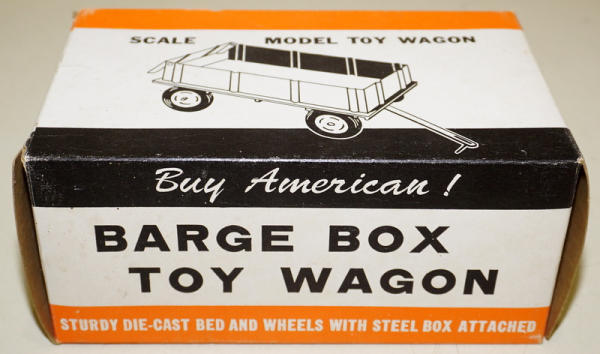 SCALE MODEL TOY WAGON
Buy American!
BARGE BOX
TOY WAGON
STURDY DIE-CAST BED AND WHEELS WITH STEEL BOX ATTACHED